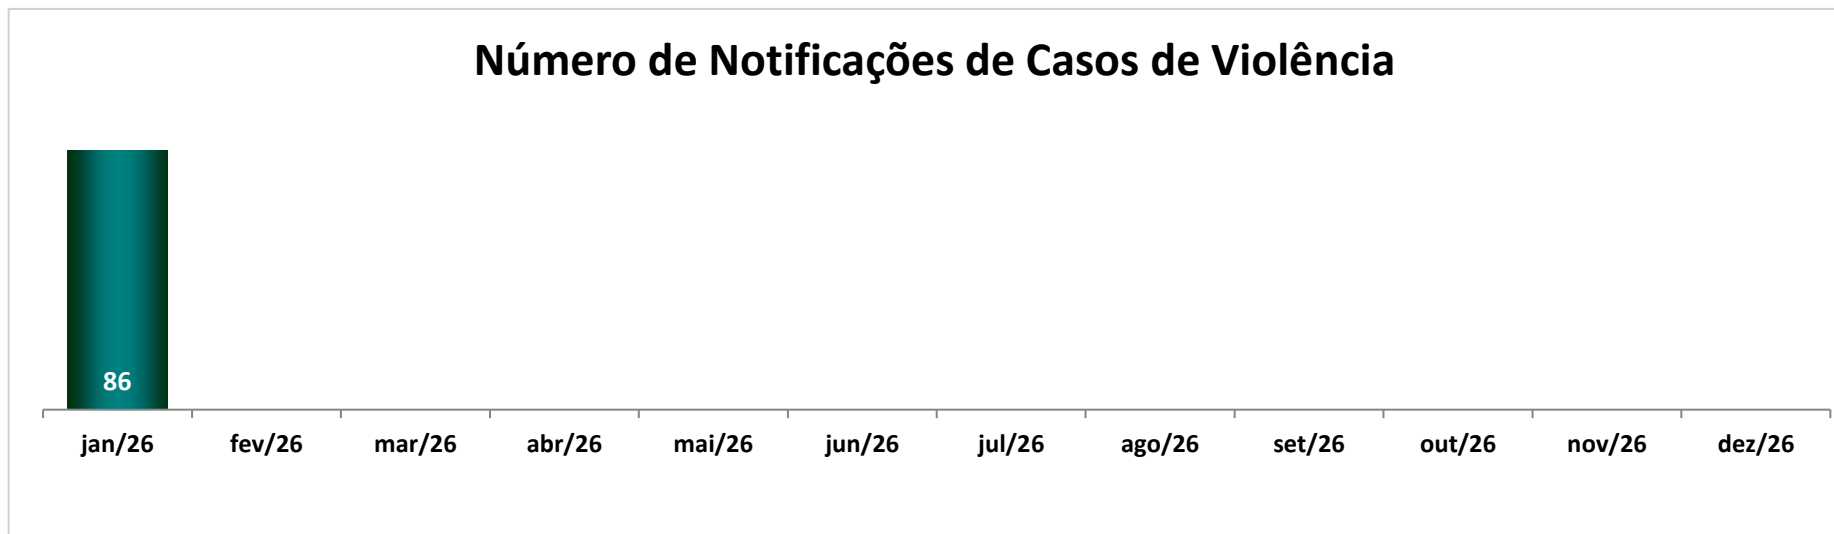 Número de Notificações de Casos de Violência
86
jan/26 fev/26 mar/26 abr/26 mai/26 jun/26 jul/26 ago/26 set/26 out/26 nov/26 dez/26